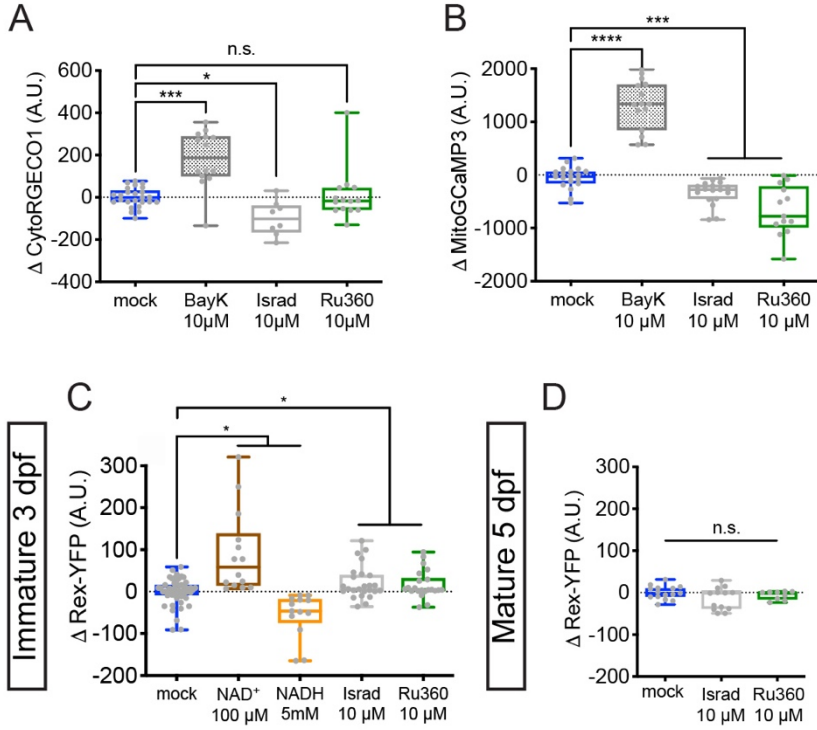 A
n.s.
*
***
Δ CytoRGECO1 (A.U.)
600
400
200
0
-200
-400
mock BayK Israd Ru360
10µM 10µM 10µM
B
***
****
Δ MitoGCaMP3 (A.U.)
2000
1000
0
-1000
-2000
mock BayK Israd Ru360
10 µM 10 µM 10 µM
Immature 3 dpf
C
*
*
Δ Rex-YFP (A.U.)
300
200
100
0
-100
-200
mock NAD⁺ NADH Israd Ru360
100 µM 5mM 10 µM 10 µM
Mature 5 dpf
D
n.s.
Δ Rex-YFP (A.U.)
300
200
100
0
-100
-200
mock Israd Ru360
10 µM 10 µM